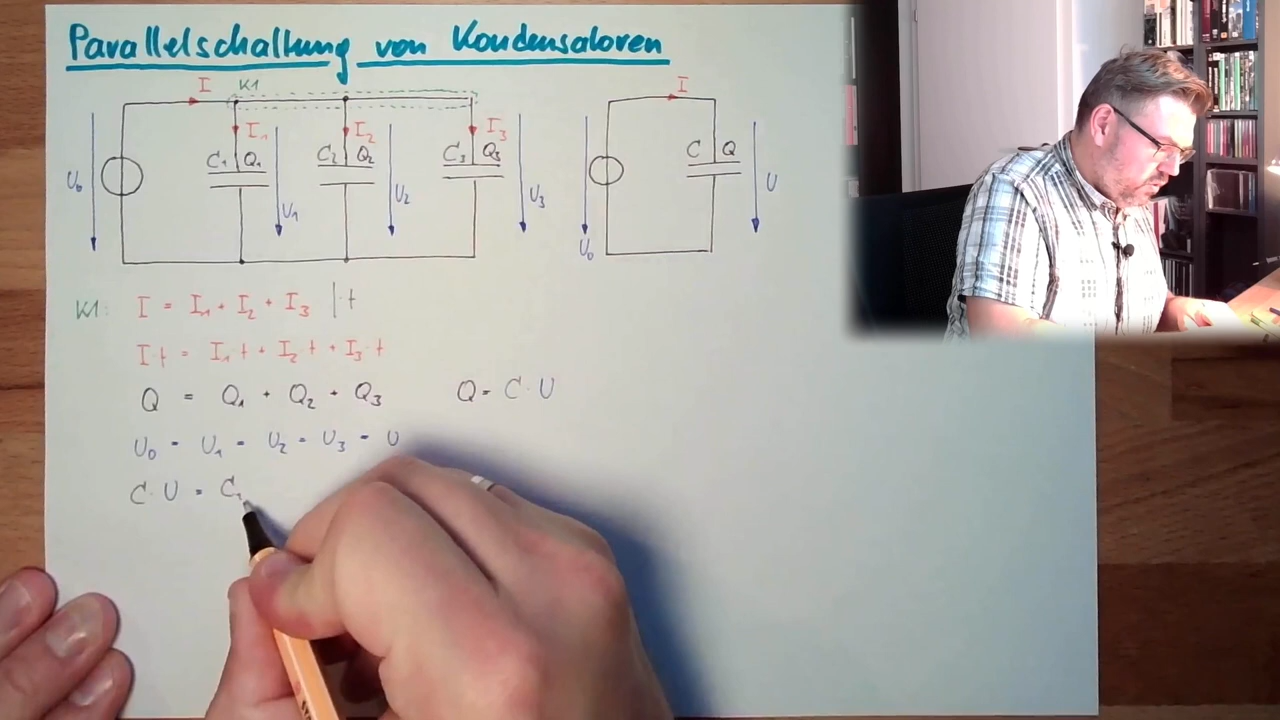 Parallelschaltung von Kondensatoren
I K1 I
I₁ I₂ I₃
C₁ Q₁ C₂ Q₂ C₃ Q₃ C Q
U₀ U₁ U₂ U₃ U₀ U
K1: I = I₁ + I₂ + I₃ | · t
I · t = I₁ · t + I₂ · t + I₃ · t
Q = Q₁ + Q₂ + Q₃ Q = C · U
U₀ = U₁ = U₂ = U₃ = U
C · U = C₁